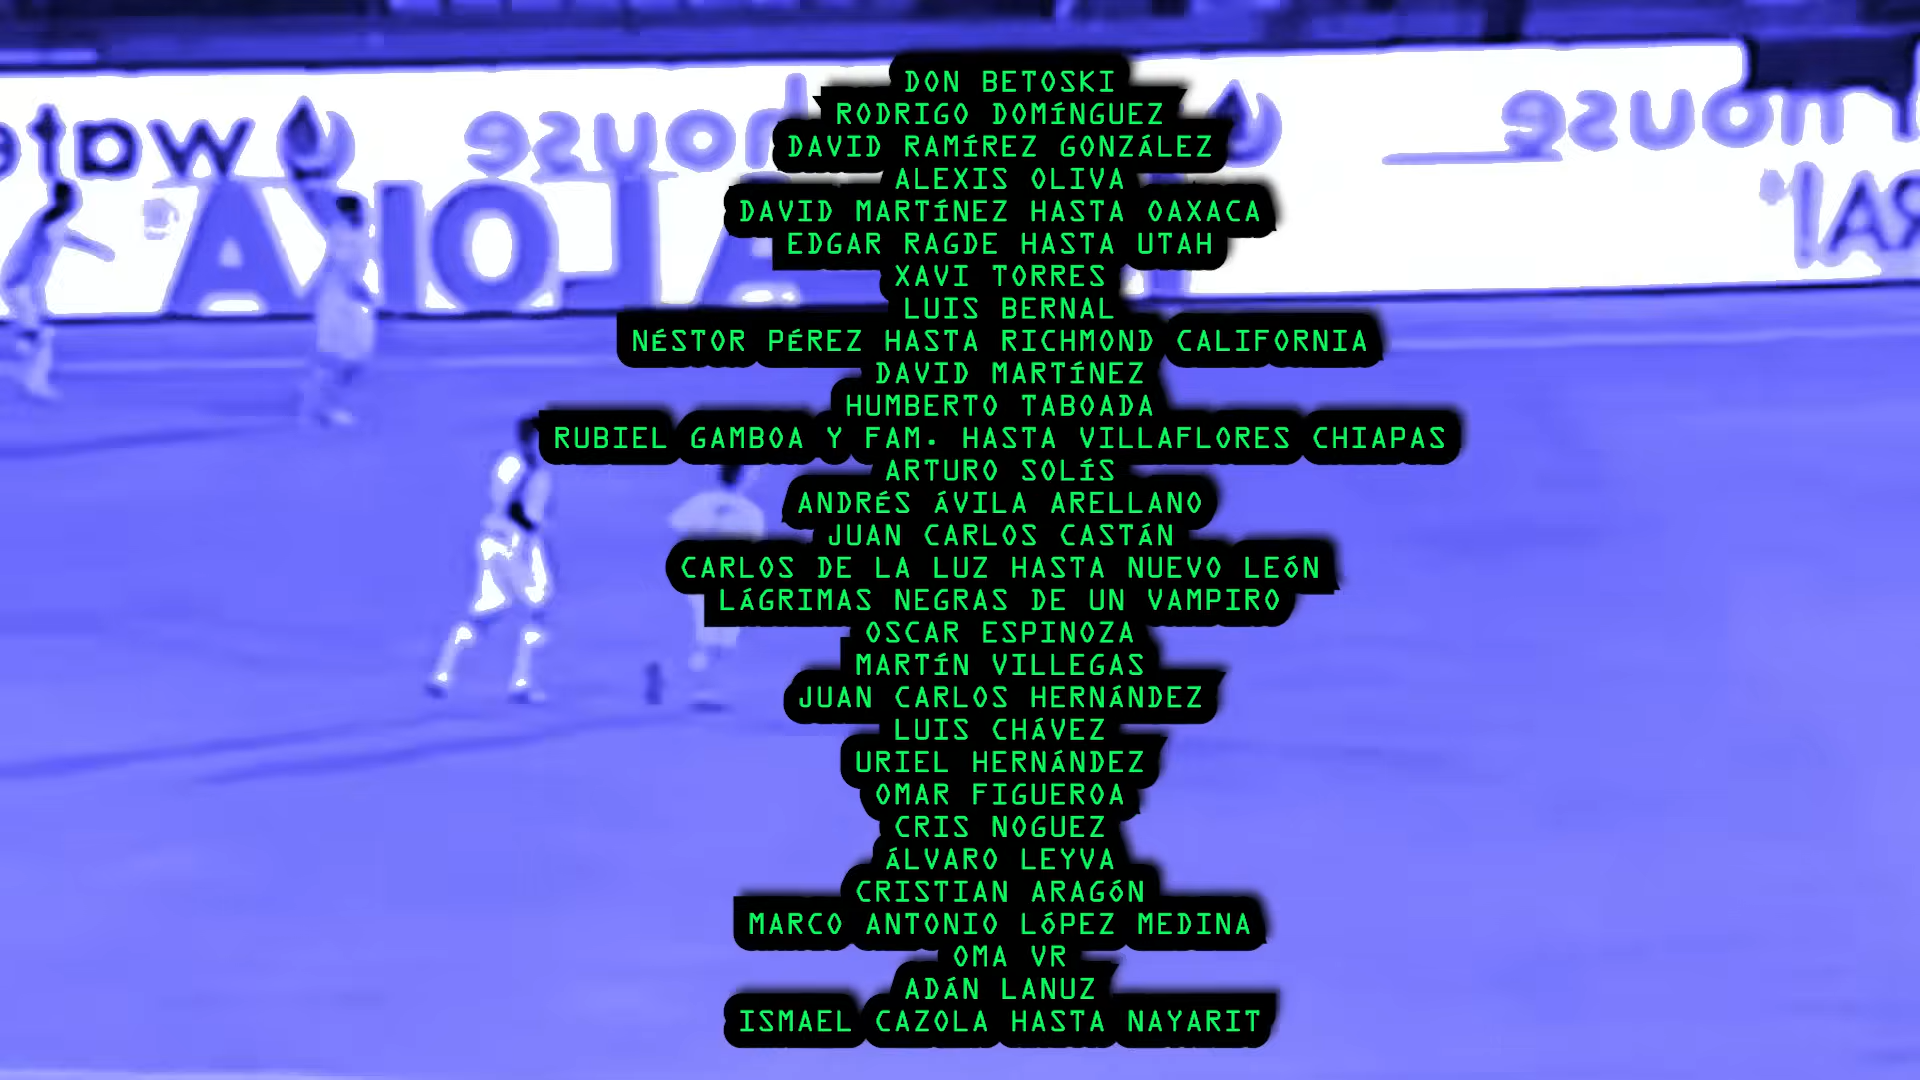 DON BETOSKI
RODRIGO DOMÍNGUEZ
DAVID RAMÍREZ GONZÁLEZ
ALEXIS OLIVA
DAVID MARTÍNEZ HASTA OAXACA
EDGAR RAGDE HASTA UTAH
XAVI TORRES
LUIS BERNAL
NÉSTOR PÉREZ HASTA RICHMOND CALIFORNIA
DAVID MARTÍNEZ
HUMBERTO TABOADA
RUBIEL GAMBOA Y FAM. HASTA VILLAFLORES CHIAPAS
ARTURO SOLÍS
ANDRÉS ÁVILA ARELLANO
JUAN CARLOS CASTÁN
CARLOS DE LA LUZ HASTA NUEVO LEÓN
LÁGRIMAS NEGRAS DE UN VAMPIRO
OSCAR ESPINOZA
MARTÍN VILLEGAS
JUAN CARLOS HERNÁNDEZ
LUIS CHÁVEZ
URIEL HERNÁNDEZ
OMAR FIGUEROA
CRIS NOGUEZ
ÁLVARO LEYVA
CRISTIAN ARAGÓN
MARCO ANTONIO LÓPEZ MEDINA
OMA VR
ADÁN LANUZ
ISMAEL CAZOLA HASTA NAYARIT
house
house